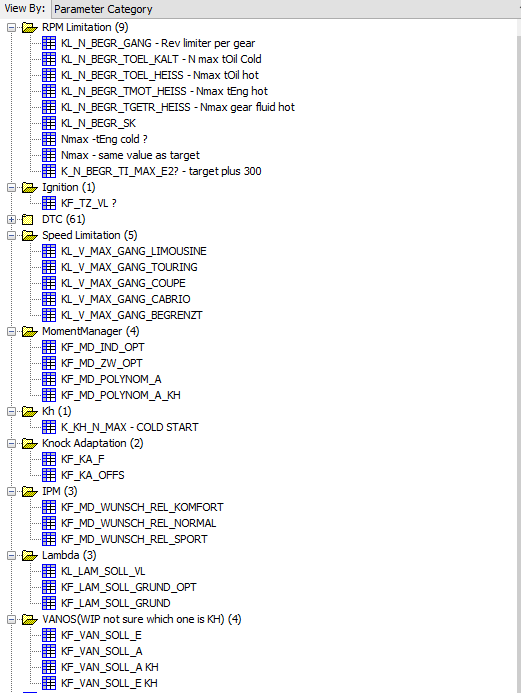 View By: Parameter Category
RPM Limitation (9)
KL_N_BEGR_GANG - Rev limiter per gear
KL_N_BEGR_TOEL_KALT - N max tOil Cold
KL_N_BEGR_TOEL_HEISS - Nmax tOil hot
KL_N_BEGR_TMOT_HEISS - Nmax tEng hot
KL_N_BEGR_TGETR_HEISS - Nmax gear fluid hot
KL_N_BEGR_SK
Nmax -tEng cold ?
Nmax - same value as target
K_N_BEGR_TI_MAX_E2? - target plus 300
Ignition (1)
KF_TZ_VL ?
DTC (61)
Speed Limitation (5)
KL_V_MAX_GANG_LIMOUSINE
KL_V_MAX_GANG_TOURING
KL_V_MAX_GANG_COUPE
KL_V_MAX_GANG_CABRIO
KL_V_MAX_GANG_BEGRENZT
MomentManager (4)
KF_MD_IND_OPT
KF_MD_ZW_OPT
KF_MD_POLYNOM_A
KF_MD_POLYNOM_A_KH
Kh (1)
K_KH_N_MAX - COLD START
Knock Adaptation (2)
KF_KA_F
KF_KA_OFFS
IPM (3)
KF_MD_WUNSCH_REL_KOMFORT
KF_MD_WUNSCH_REL_NORMAL
KF_MD_WUNSCH_REL_SPORT
Lambda (3)
KL_LAM_SOLL_VL
KF_LAM_SOLL_GRUND_OPT
KF_LAM_SOLL_GRUND
VANOS(WIP not sure which one is KH) (4)
KF_VAN_SOLL_E
KF_VAN_SOLL_A
KF_VAN_SOLL_A KH
KF_VAN_SOLL_E KH